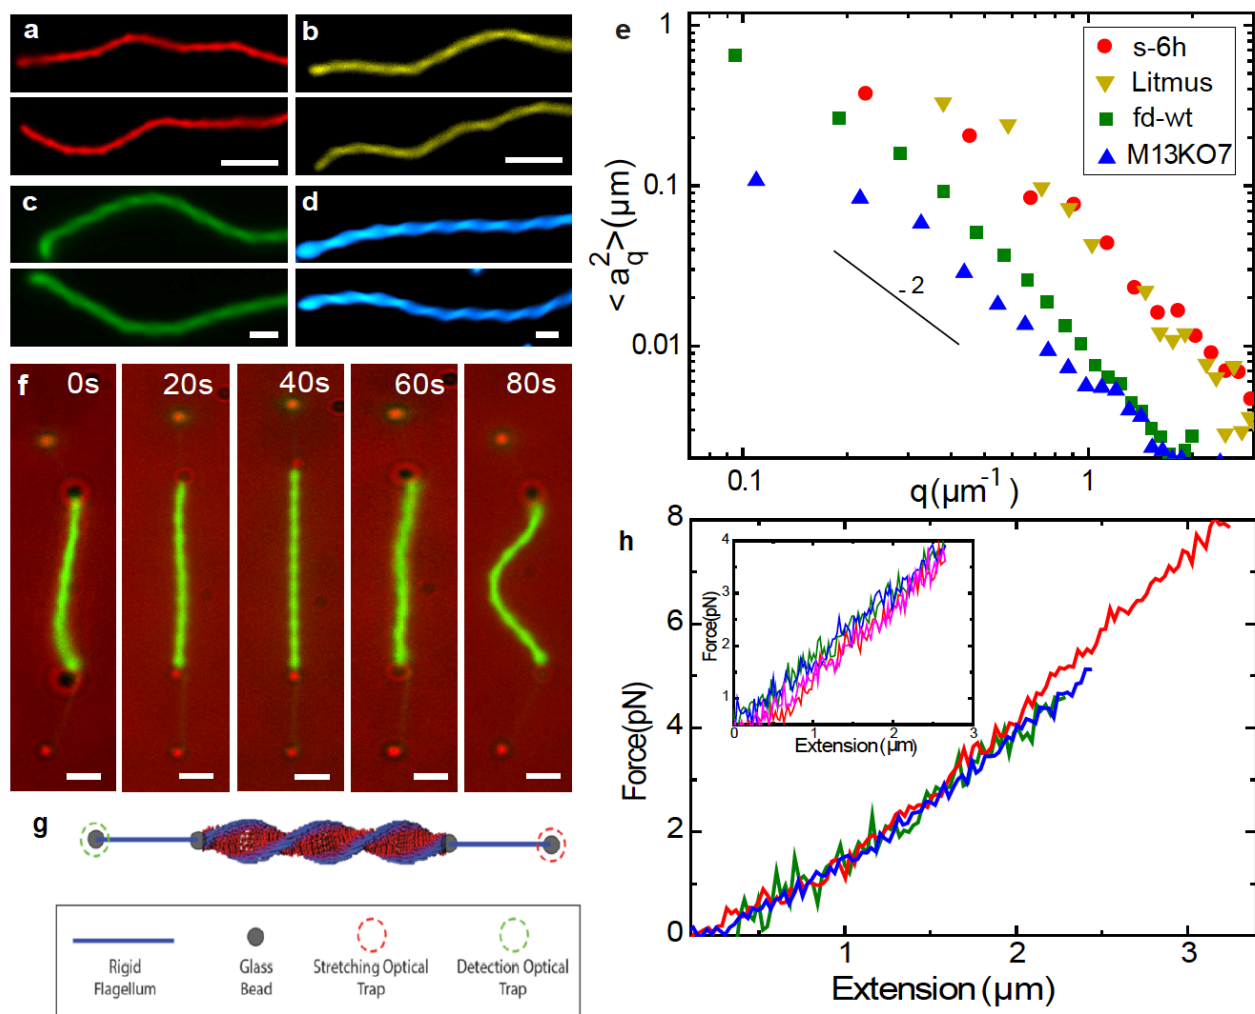 a
b
c
d
e
1
0.1
0.01
< a_q^2 > (μm)
s-6h
Litmus
fd-wt
M13KO7
- 2
0.1
1
q(μm^-1)
f
0s
20s
40s
60s
80s
g
Rigid
Flagellum
Glass
Bead
Stretching Optical
Trap
Detection Optical
Trap
h
8
6
4
2
0
Force(pN)
1
2
3
Extension (μm)
4
3
2
1
Force(pN)
0
1
2
3
Extension (μm)